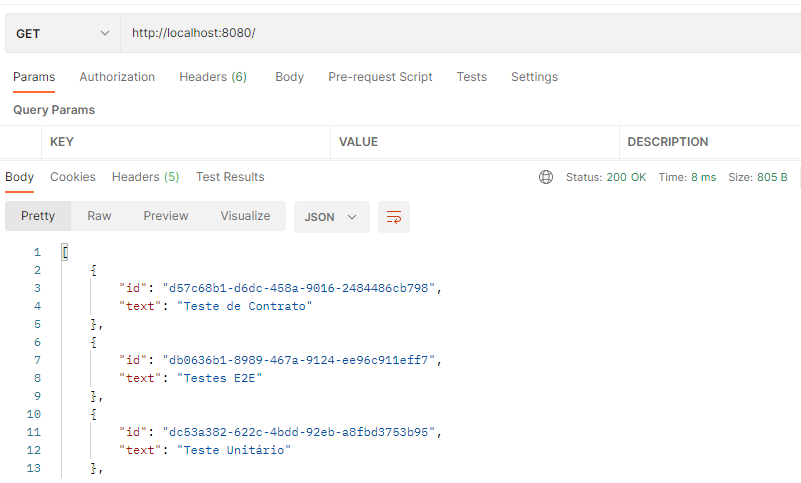 GET http://localhost:8080/
Params Authorization Headers (6) Body Pre-request Script Tests Settings
Query Params
KEY VALUE DESCRIPTION
Body Cookies Headers (5) Test Results Status: 200 OK Time: 8 ms Size: 805 B
Pretty Raw Preview Visualize JSON
1 [
2 {
3 "id": "d57c68b1-d6dc-458a-9016-2484486cb798",
4 "text": "Teste de Contrato"
5 },
6 {
7 "id": "db0636b1-8989-467a-9124-ee96c911eff7",
8 "text": "Testes E2E"
9 },
10 {
11 "id": "dc53a382-622c-4bdd-92eb-a8fbd3753b95",
12 "text": "Teste Unitário"
13 },